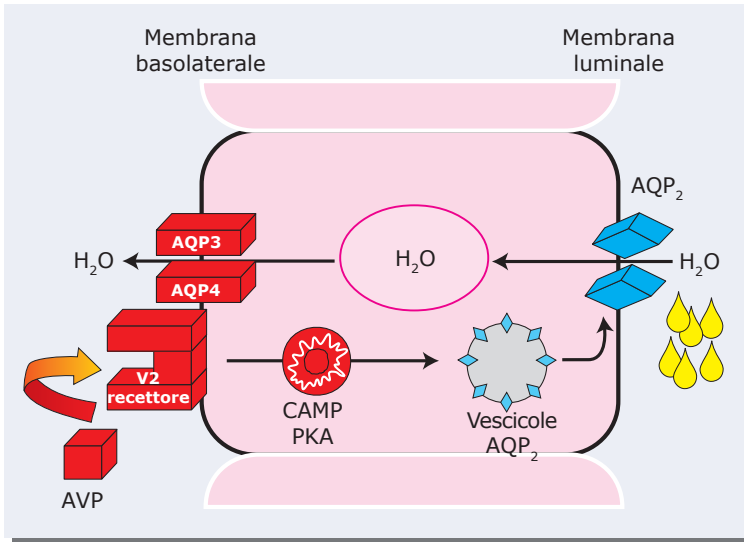 Membrana
basolaterale
Membrana
luminale
AQP₂
AQP3
H₂O
H₂O
H₂O
AQP4
V2
recettore
CAMP
PKA
Vescicole
AQP₂
AVP